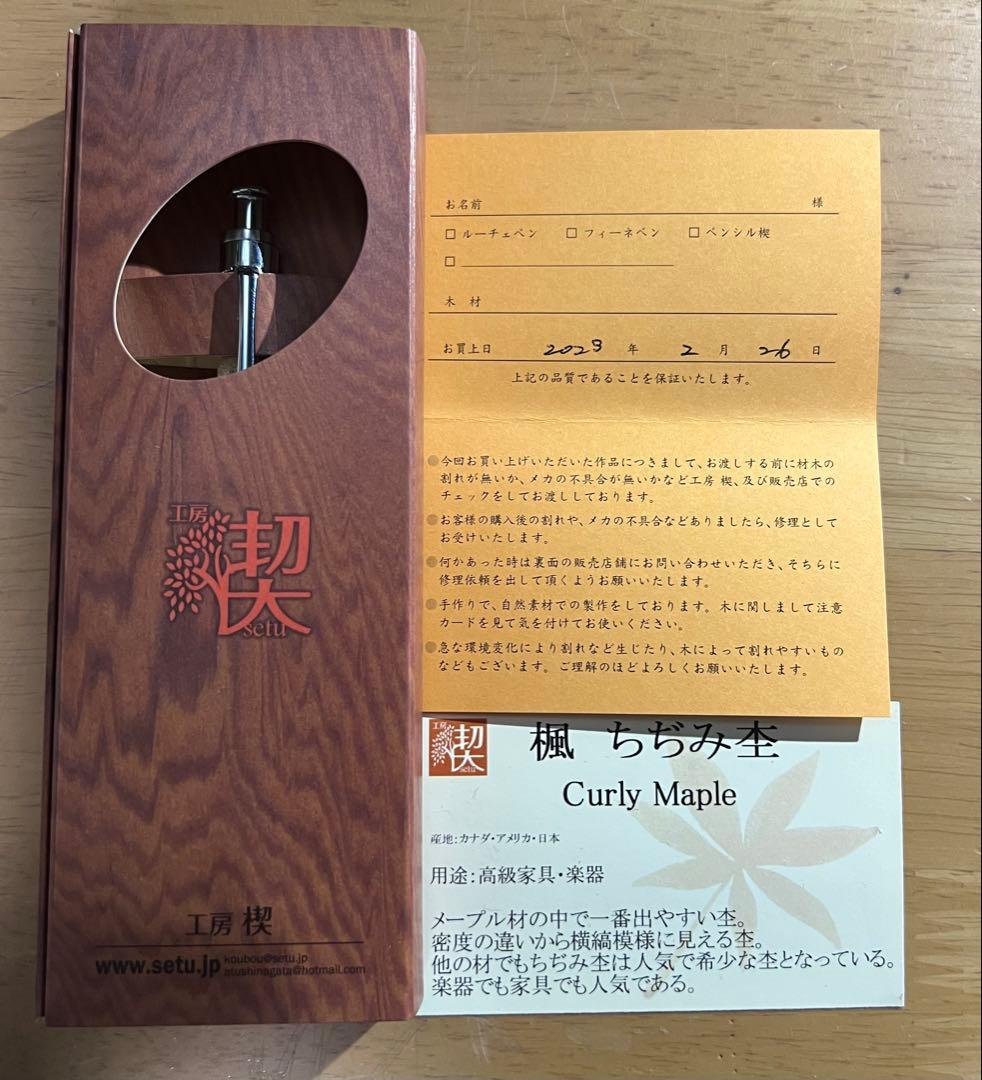 工房
楔
setu
工房 楔
www.setu.jp
koubou@setu.jp
atushinagata@hotmail.com
お名前 様
□ ルーチェペン □ フィーネペン □ ペンシル楔
□
木 材
お買上日 2023 年 2 月 26 日
上記の品質であることを保証いたします。
●今回お買い上げいただいた作品につきまして、お渡しする前に材木の
割れが無いか、メカの不具合が無いかなど工房 楔、及び販売店での
チェックをしてお渡ししております。
●お客様の購入後の割れや、メカの不具合などありましたら、修理として
お受けいたします。
●何かあった時は裏面の販売店舗にお問い合わせいただき、そちらに
修理依頼を出して頂くようお願いいたします。
●手作りで、自然素材での製作をしております。木に関しまして注意
カードを見て気を付けてお使いください。
●急な環境変化により割れなど生じたり、木によって割れやすいもの
などもございます。ご理解のほどよろしくお願いいたします。
工房
楔
setu
楓 ちぢみ杢
Curly Maple
産地:カナダ・アメリカ・日本
用途:高級家具・楽器
メープル材の中で一番出やすい杢。
密度の違いから横縞模様に見える杢。
他の材でもちぢみ杢は人気で希少な杢となっている。
楽器でも家具でも人気である。